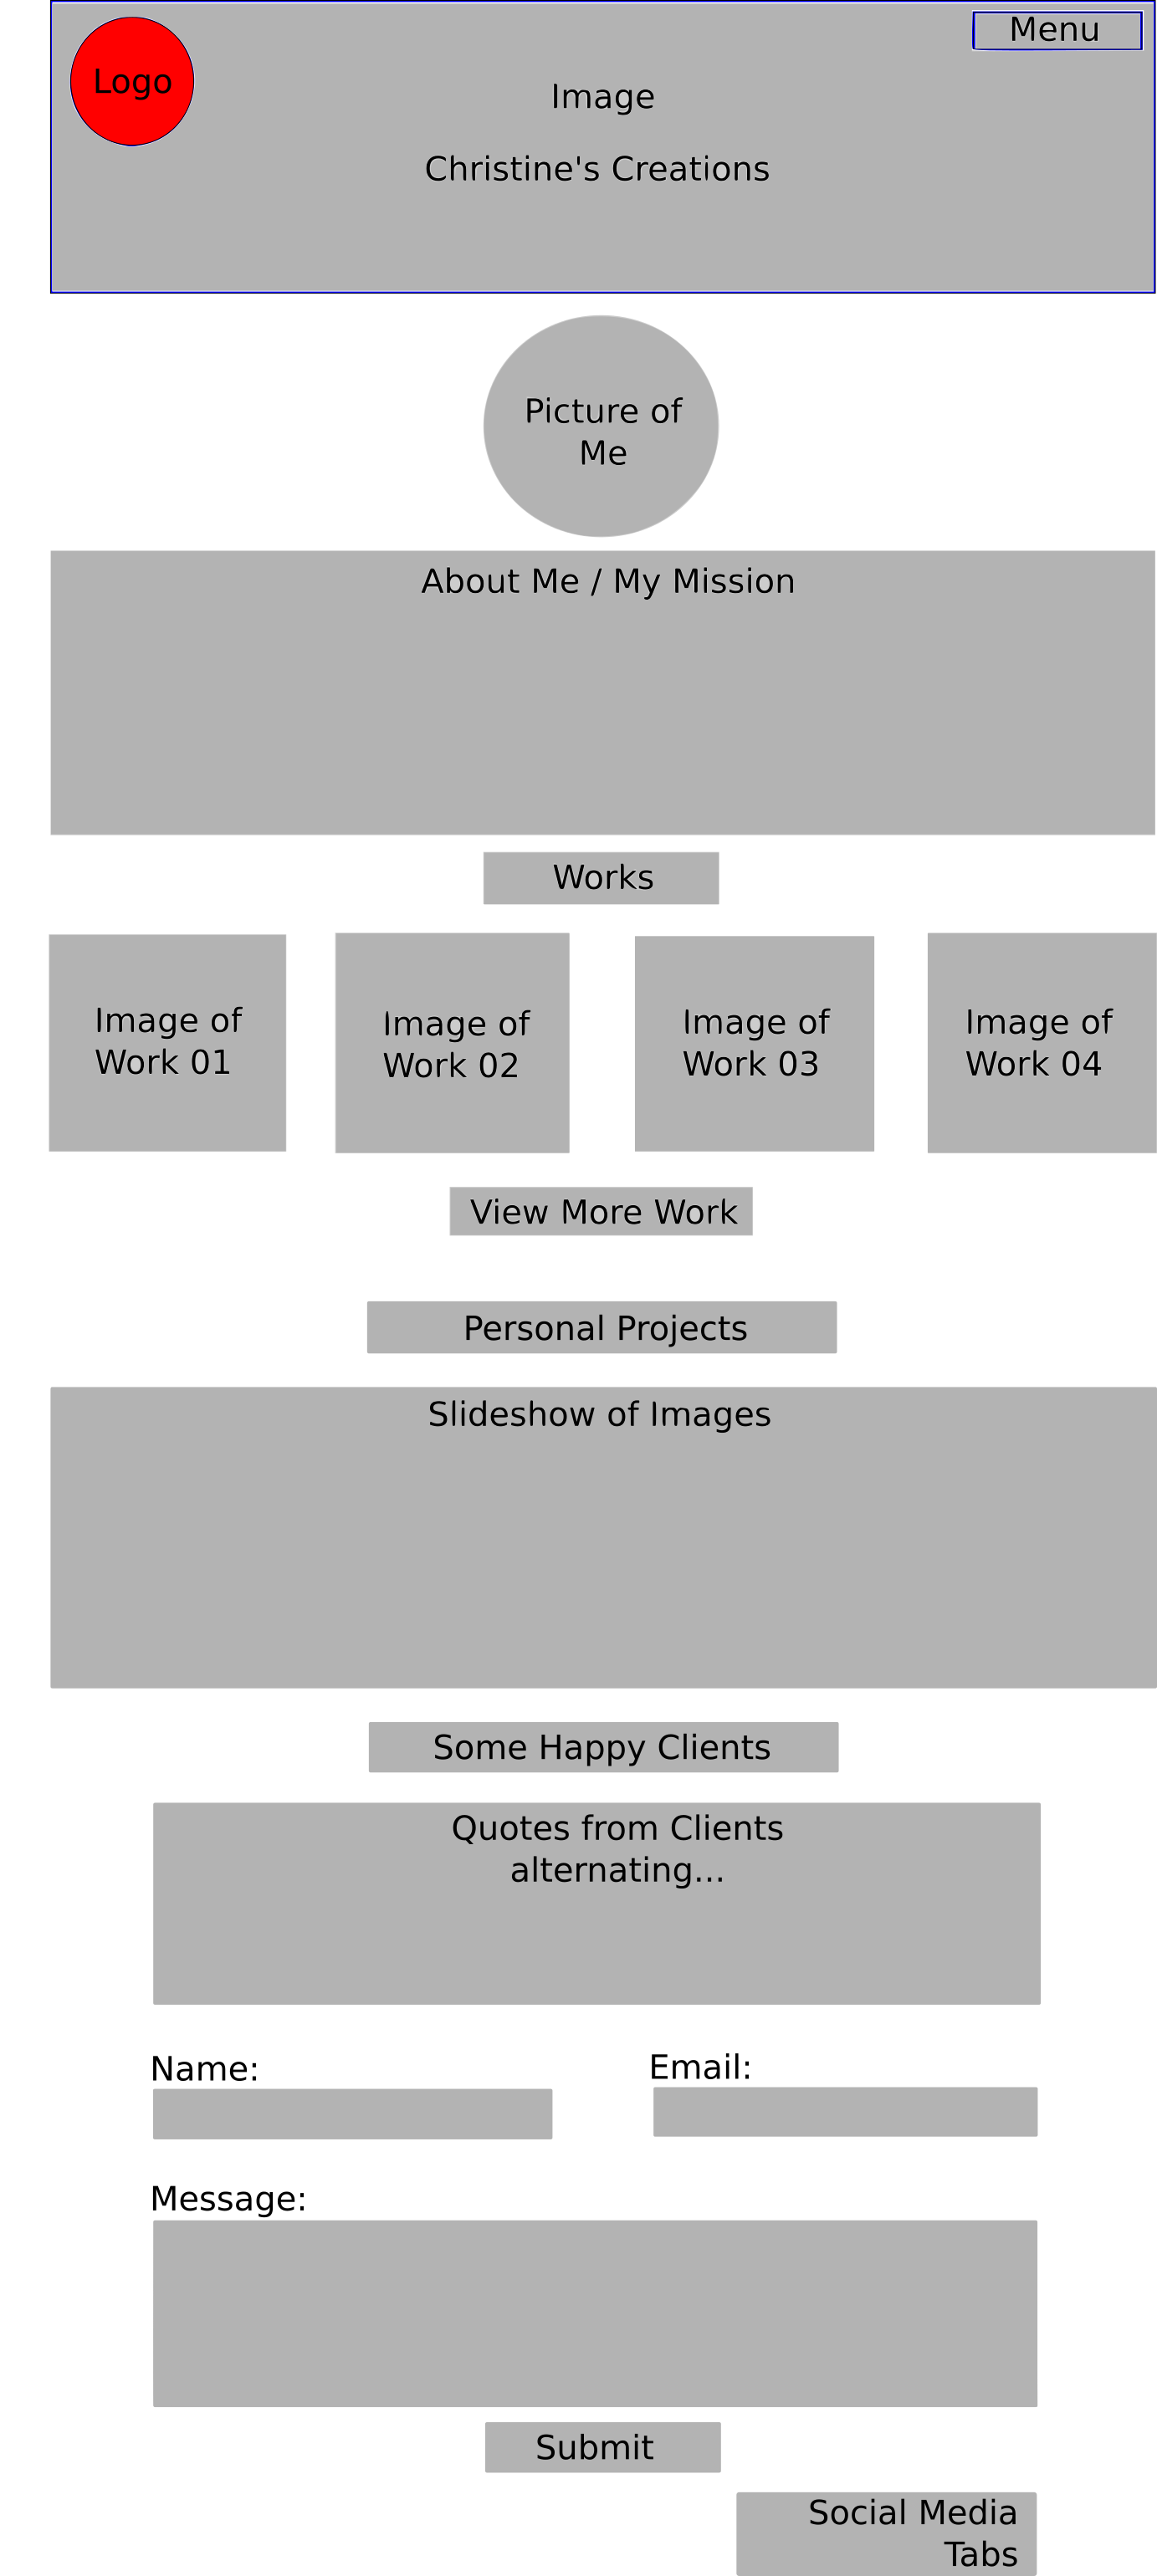 Menu
Logo
Image
Christine's Creations
Picture of
Me
About Me / My Mission
Works
Image of
Work 01
Image of
Work 02
Image of
Work 03
Image of
Work 04
View More Work
Personal Projects
Slideshow of Images
Some Happy Clients
Quotes from Clients
alternating...
Name:
Email:
Message:
Submit
Social Media
Tabs